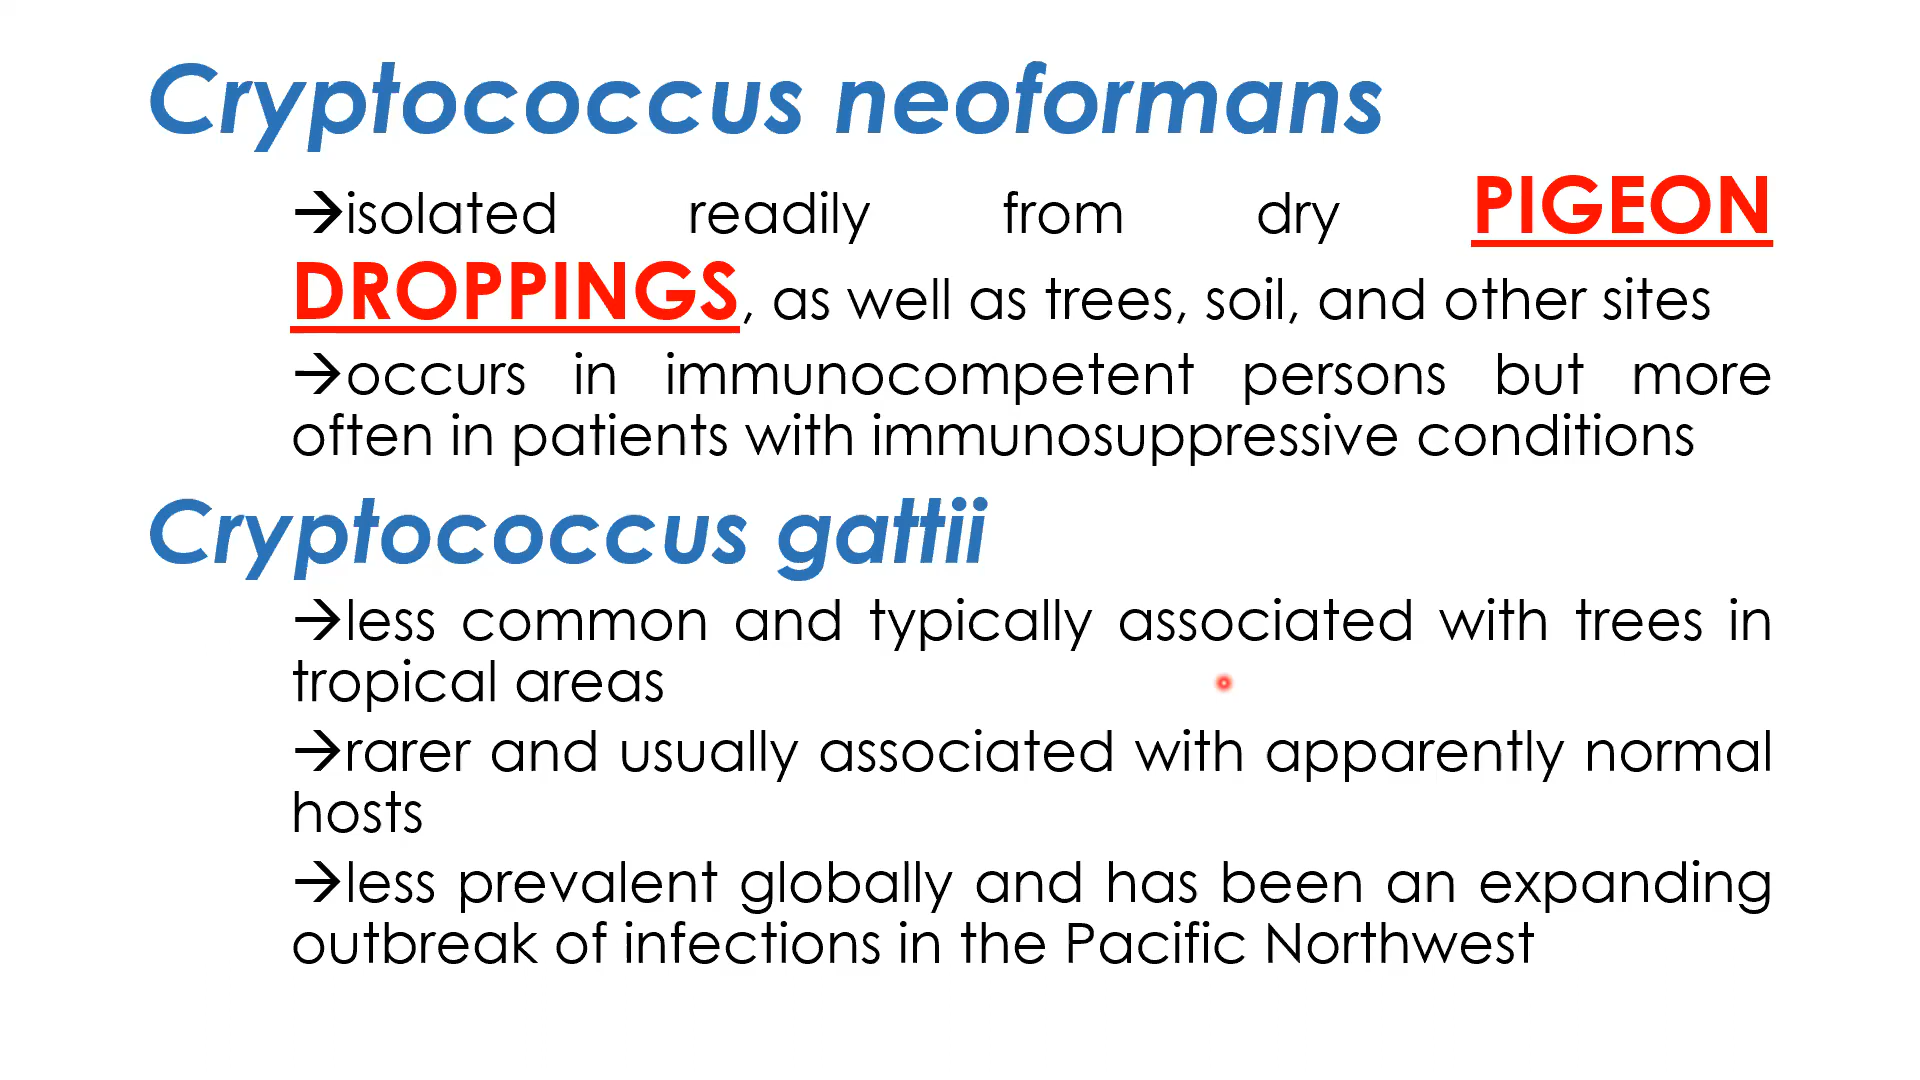 Cryptococcus neoformans
→isolated readily from dry PIGEON
DROPPINGS, as well as trees, soil, and other sites
→occurs in immunocompetent persons but more
often in patients with immunosuppressive conditions
Cryptococcus gattii
→less common and typically associated with trees in
tropical areas
→rarer and usually associated with apparently normal
hosts
→less prevalent globally and has been an expanding
outbreak of infections in the Pacific Northwest